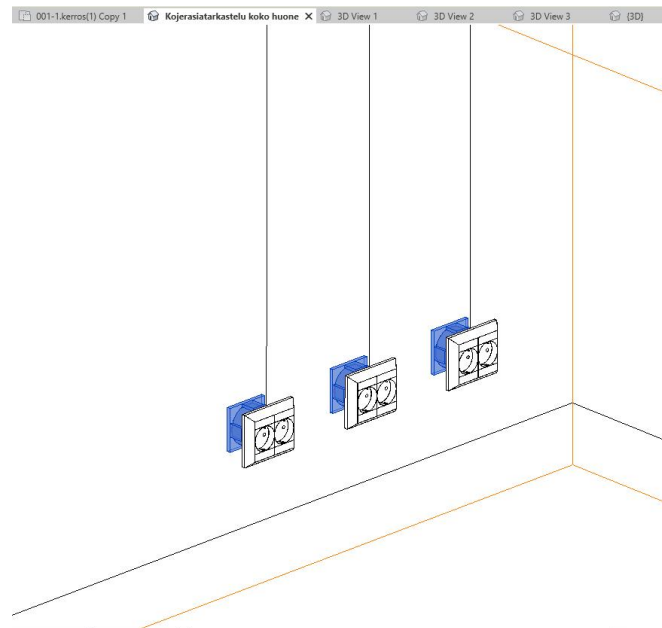 001-1.kerros(1) Copy 1
Kojerasiatarkastelu koko huone
3D View 1
3D View 2
3D View 3
{3D}